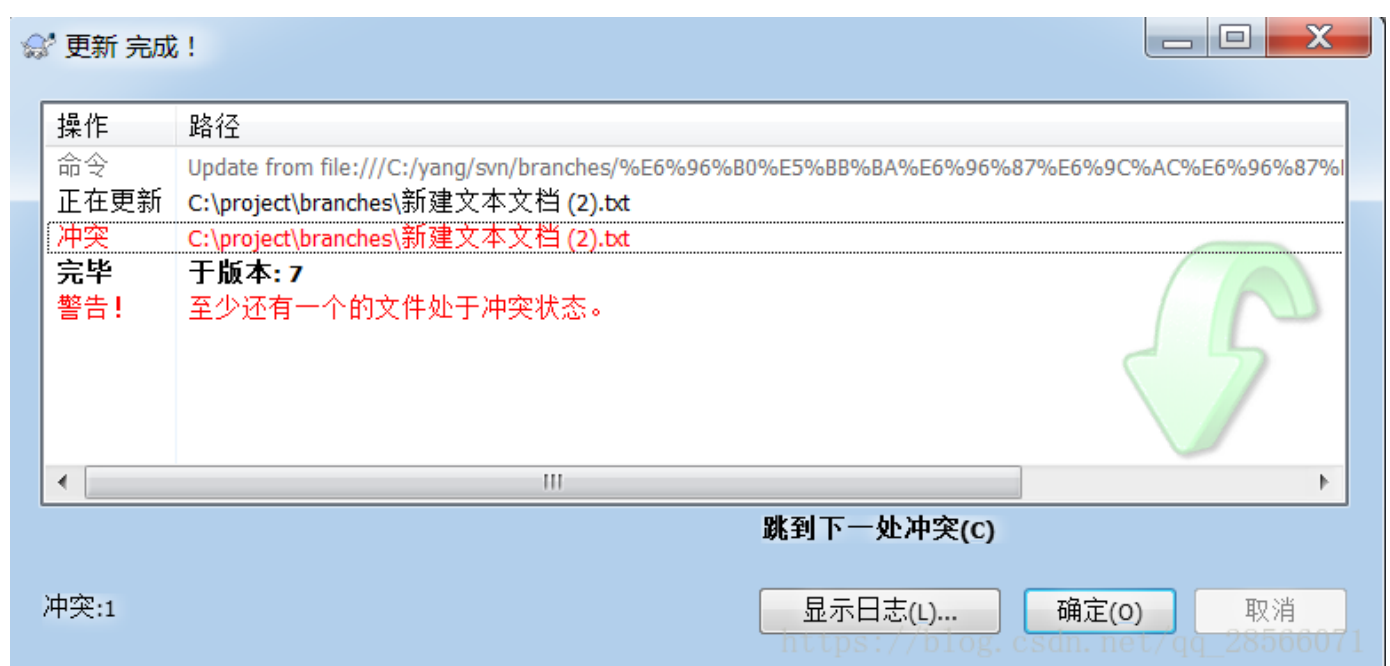 更新 完成！
操作 路径
命令 Update from file:///C:/yang/svn/branches/%E6%96%B0%E5%BB%BA%E6%96%87%E6%9C%AC%E6%96%87%
正在更新 C:\project\branches\新建文本文档 (2).txt
冲突 C:\project\branches\新建文本文档 (2).txt
完毕 于版本: 7
警告！ 至少还有一个的文件处于冲突状态。
跳到下一处冲突(C)
冲突:1
显示日志(L)... 确定(O) 取消
https://blog.csdn.net/qq_28566071